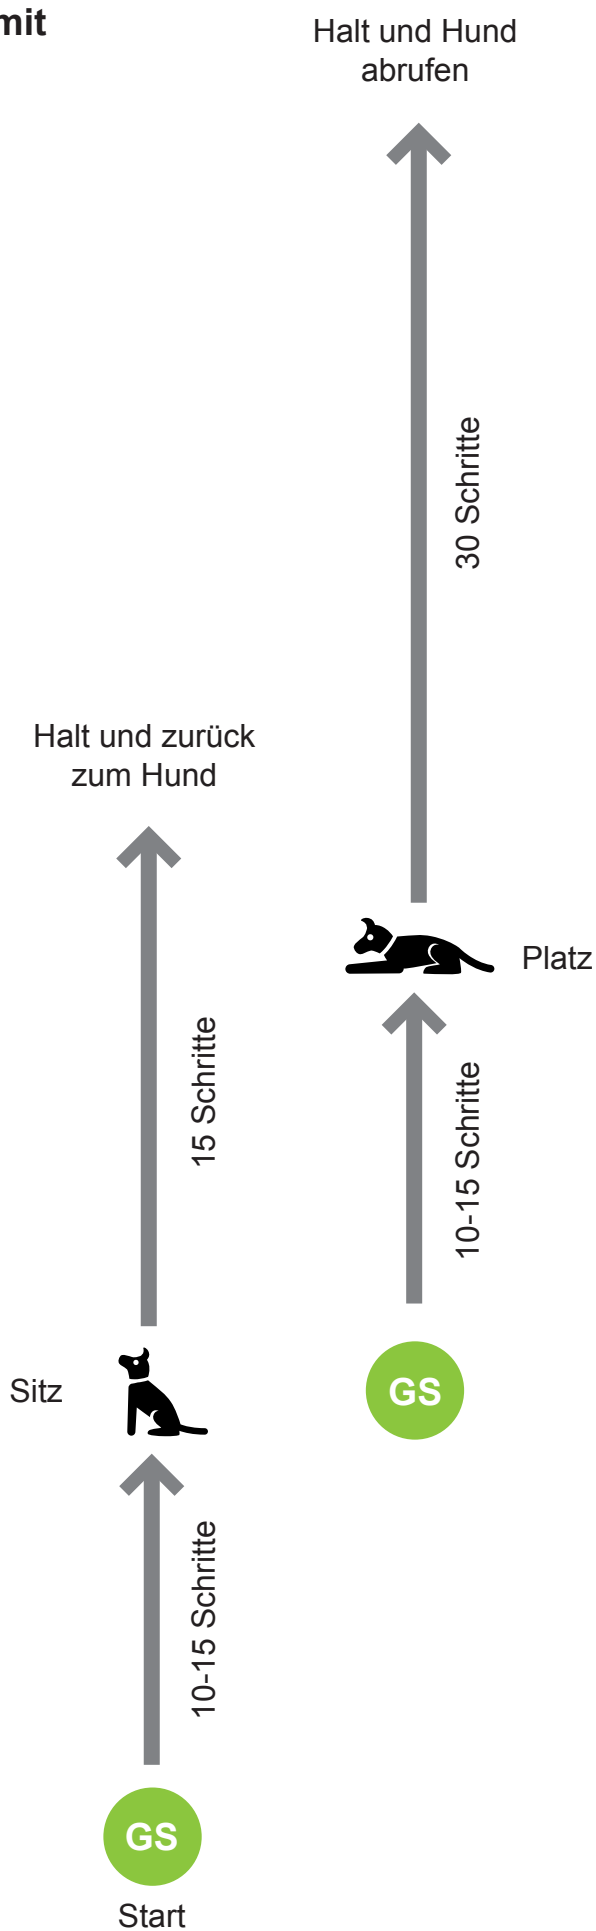 mit
Halt und Hund
abrufen
30 Schritte
Halt und zurück
zum Hund
Platz
15 Schritte
10-15 Schritte
Sitz
GS
10-15 Schritte
GS
Start